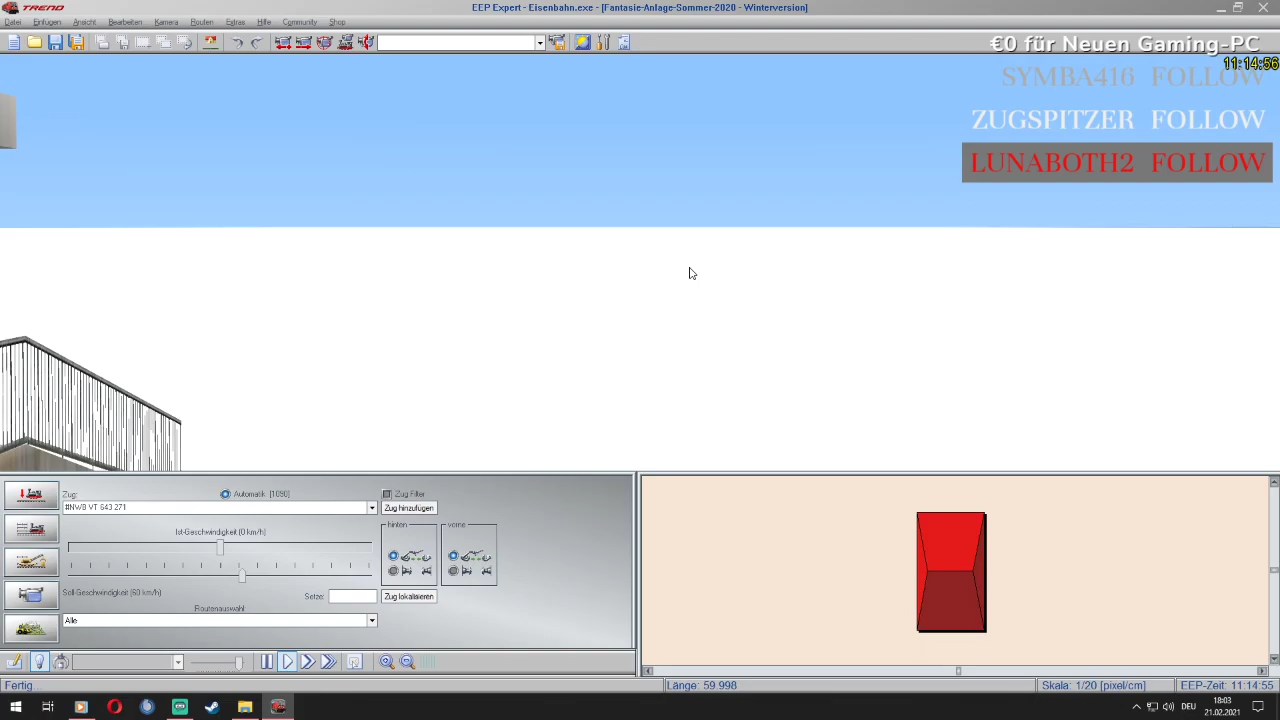 TREND
EEP Expert - Eisenbahn.exe - [Fantasie-Anlage-Sommer-2020 - Winterversion]
Datei Einfügen Ansicht Bearbeiten Kamera Routen Extras Hilfe Community Shop
€0 für Neuen Gaming-PC
11:14:56
SYMBA416 FOLLOW
ZUGSPITZER FOLLOW
LUNABOTH2 FOLLOW
Zug: Automatik [1090] Zug Filter
#NWB VT 643 271 Zug hinzufügen
hinten vorne
Ist-Geschwindigkeit (0 km/h)
Soll-Geschwindigkeit (60 km/h) Setze: Zug lokalisieren
Routenauswahl
Alle
Fertig... Länge: 59.998 Skala: 1/20 [pixel/cm] EEP-Zeit: 11:14:55
DEU 18:03
21.02.2021